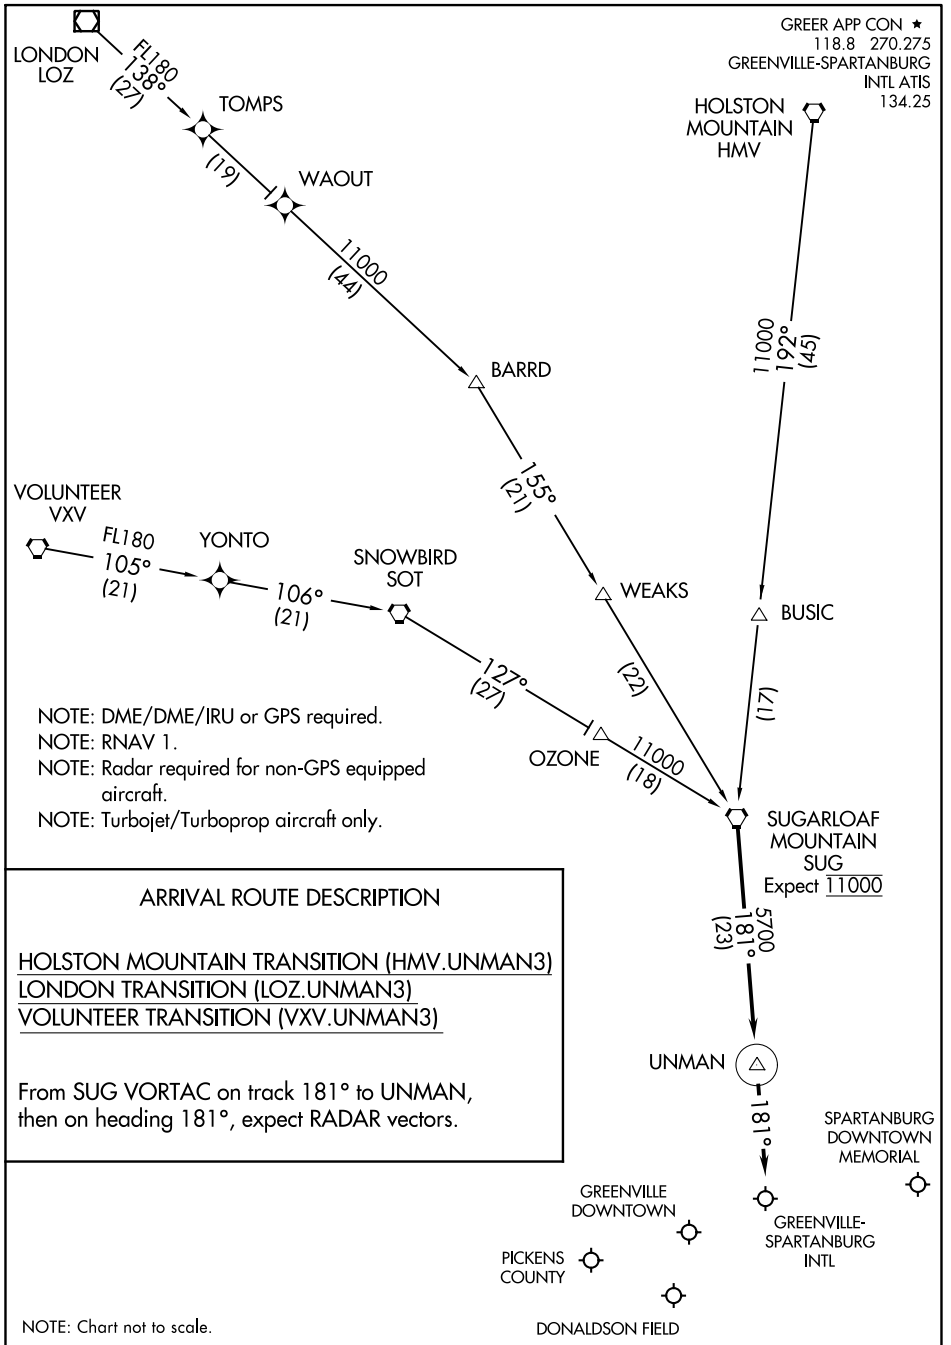 GREER APP CON ★
118.8 270.275
GREENVILLE-SPARTANBURG
INTL ATIS
134.25
LONDON
LOZ
FL180
138°
(27)
TOMPS
(19)
WAOUT
11000
(44)
BARRD
155°
(21)
WEAKS
(22)
HOLSTON
MOUNTAIN
HMV
11000
192°
(45)
BUSIC
(17)
VOLUNTEER
VXV
FL180
105°
(21)
YONTO
106°
(21)
SNOWBIRD
SOT
127°
(27)
OZONE
11000
(18)
NOTE: DME/DME/IRU or GPS required.
NOTE: RNAV 1.
NOTE: Radar required for non-GPS equipped
aircraft.
NOTE: Turbojet/Turboprop aircraft only.
SUGARLOAF
MOUNTAIN
SUG
Expect 11000
5700
181°
(23)
ARRIVAL ROUTE DESCRIPTION
HOLSTON MOUNTAIN TRANSITION (HMV.UNMAN3)
LONDON TRANSITION (LOZ.UNMAN3)
VOLUNTEER TRANSITION (VXV.UNMAN3)
From SUG VORTAC on track 181° to UNMAN,
then on heading 181°, expect RADAR vectors.
UNMAN
181°
SPARTANBURG
DOWNTOWN
MEMORIAL
GREENVILLE
DOWNTOWN
GREENVILLE-
SPARTANBURG
INTL
PICKENS
COUNTY
DONALDSON FIELD
NOTE: Chart not to scale.